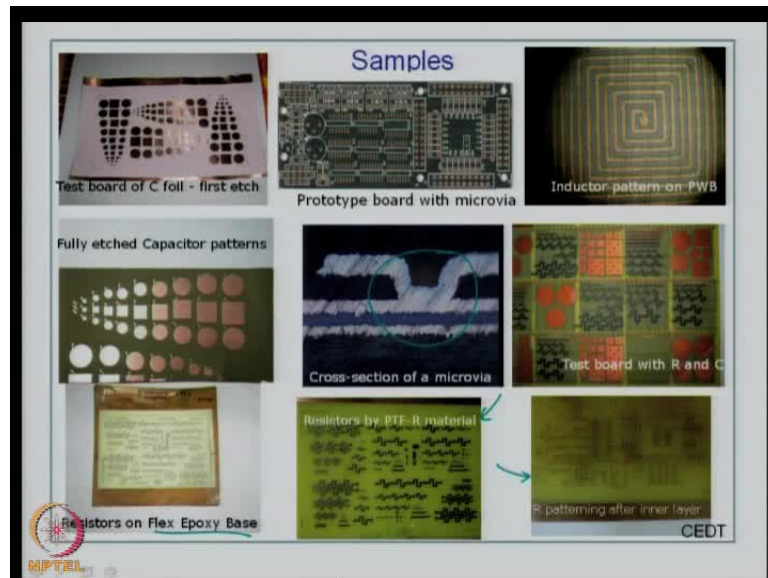 Samples
Test board of C foil - first etch
Prototype board with microvia
Inductor pattern on PWB
Fully etched Capacitor patterns
Cross-section of a microvia
Test board with R and C
Resistors on Flex Epoxy Base
Resistors by PTF-R material
R patterning after inner layer
CEDT
NPTEL